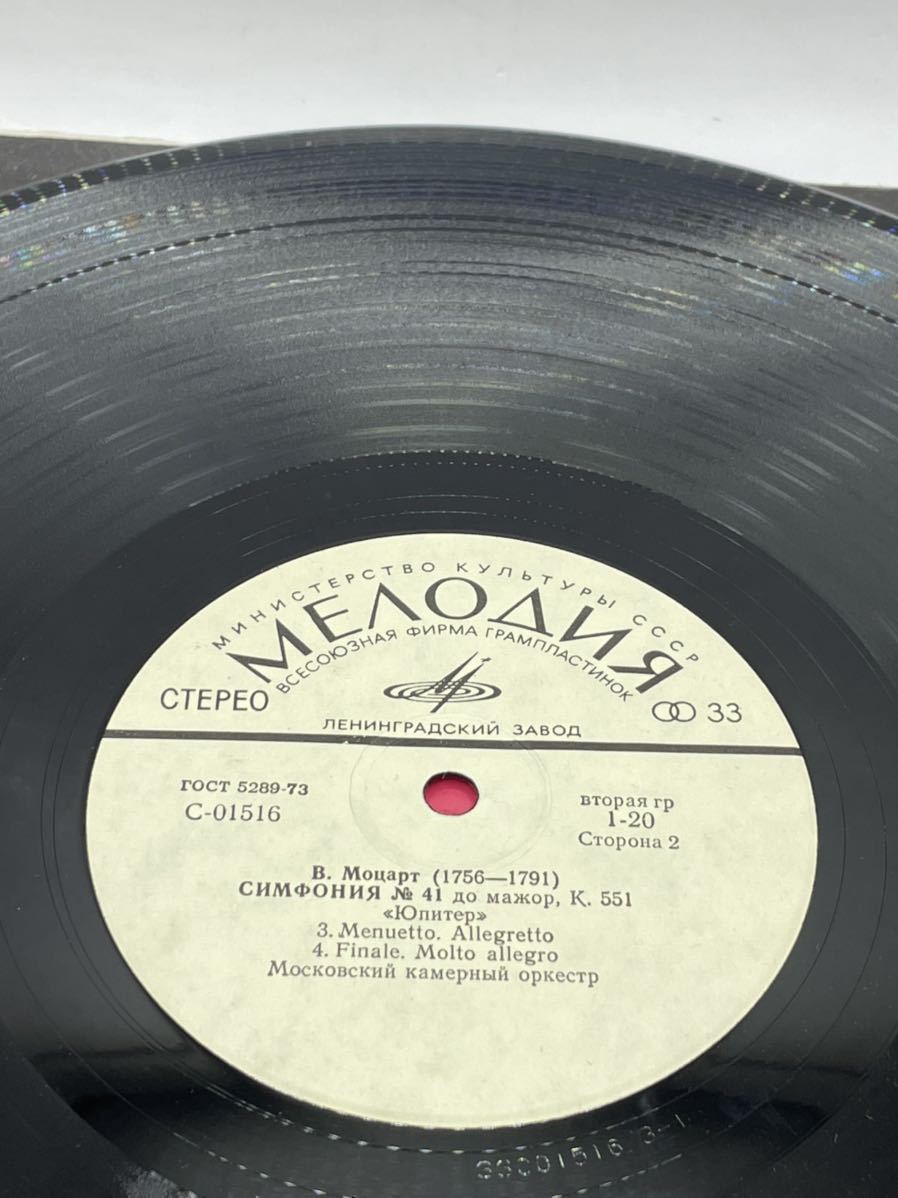 МИНИСТЕРСТВО КУЛЬТУРЫ СССР
МЕЛОДИЯ
ВСЕСОЮЗНАЯ ФИРМА ГРАМПЛАСТИНОК
СТЕРЕО
33
ЛЕНИНГРАДСКИЙ ЗАВОД
ГОСТ 5289-73
С-01516
вторая гр
1-20
Сторона 2
В. Моцарт (1756—1791)
СИМФОНИЯ № 41 до мажор, К. 551
«Юпитер»
3. Menuetto. Allegretto
4. Finale. Molto allegro
Московский камерный оркестр